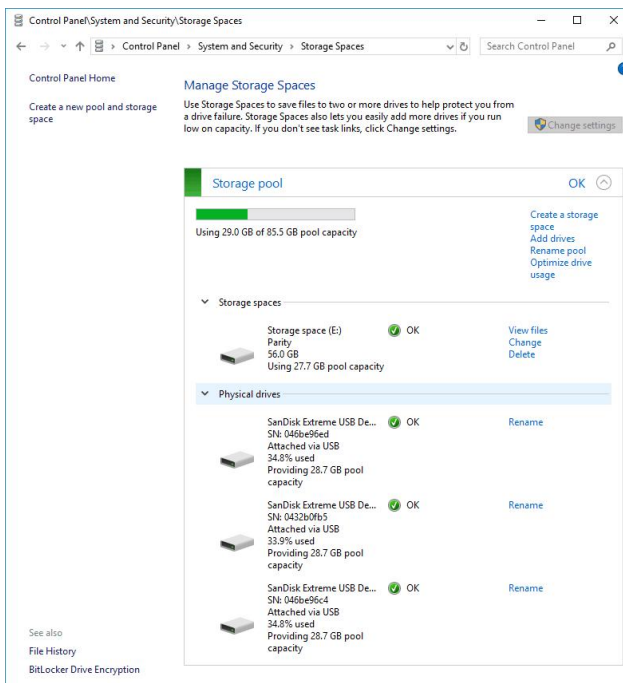 Control Panel\System and Security\Storage Spaces
Control Panel > System and Security > Storage Spaces
Search Control Panel
Control Panel Home
Create a new pool and storage
space
Manage Storage Spaces
Use Storage Spaces to save files to two or more drives to help protect you from
a drive failure. Storage Spaces also lets you easily add more drives if you run
low on capacity. If you don't see task links, click Change settings.
Change settings
Storage pool
OK
Using 29.0 GB of 85.5 GB pool capacity
Create a storage
space
Add drives
Rename pool
Optimize drive
usage
Storage spaces
Storage space (E:)
OK
Parity
56.0 GB
Using 27.7 GB pool capacity
View files
Change
Delete
Physical drives
SanDisk Extreme USB De...
OK
Rename
SN: 046be96ed
Attached via USB
34.8% used
Providing 28.7 GB pool
capacity
SanDisk Extreme USB De...
OK
Rename
SN: 0432b0fb5
Attached via USB
33.9% used
Providing 28.7 GB pool
capacity
SanDisk Extreme USB De...
OK
Rename
SN: 046be96c4
Attached via USB
34.8% used
Providing 28.7 GB pool
capacity
See also
File History
BitLocker Drive Encryption